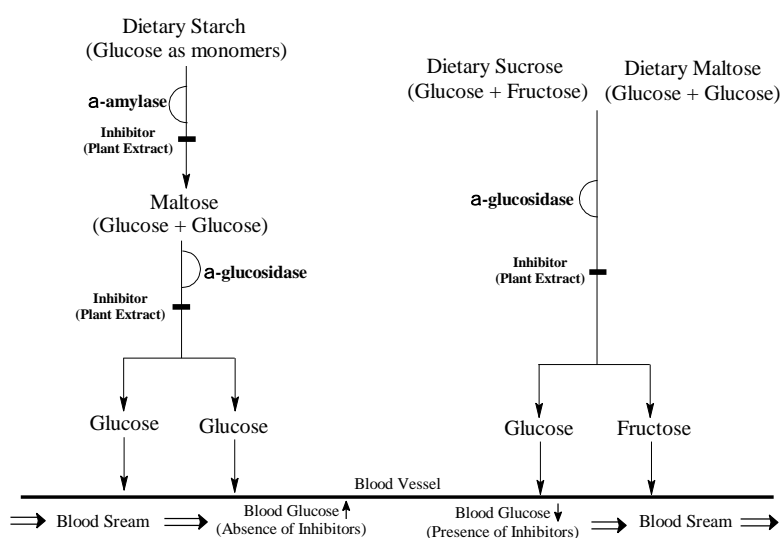 Dietary Starch
(Glucose as monomers)
a-amylase
Inhibitor
(Plant Extract)
Maltose
(Glucose + Glucose)
a-glucosidase
Inhibitor
(Plant Extract)
Glucose
Glucose
Dietary Sucrose
(Glucose + Fructose)
Dietary Maltose
(Glucose + Glucose)
a-glucosidase
Inhibitor
(Plant Extract)
Glucose
Fructose
Blood Vessel
Blood Sream
Blood Glucose
(Absence of Inhibitors)
Blood Glucose
(Presence of Inhibitors)
Blood Sream